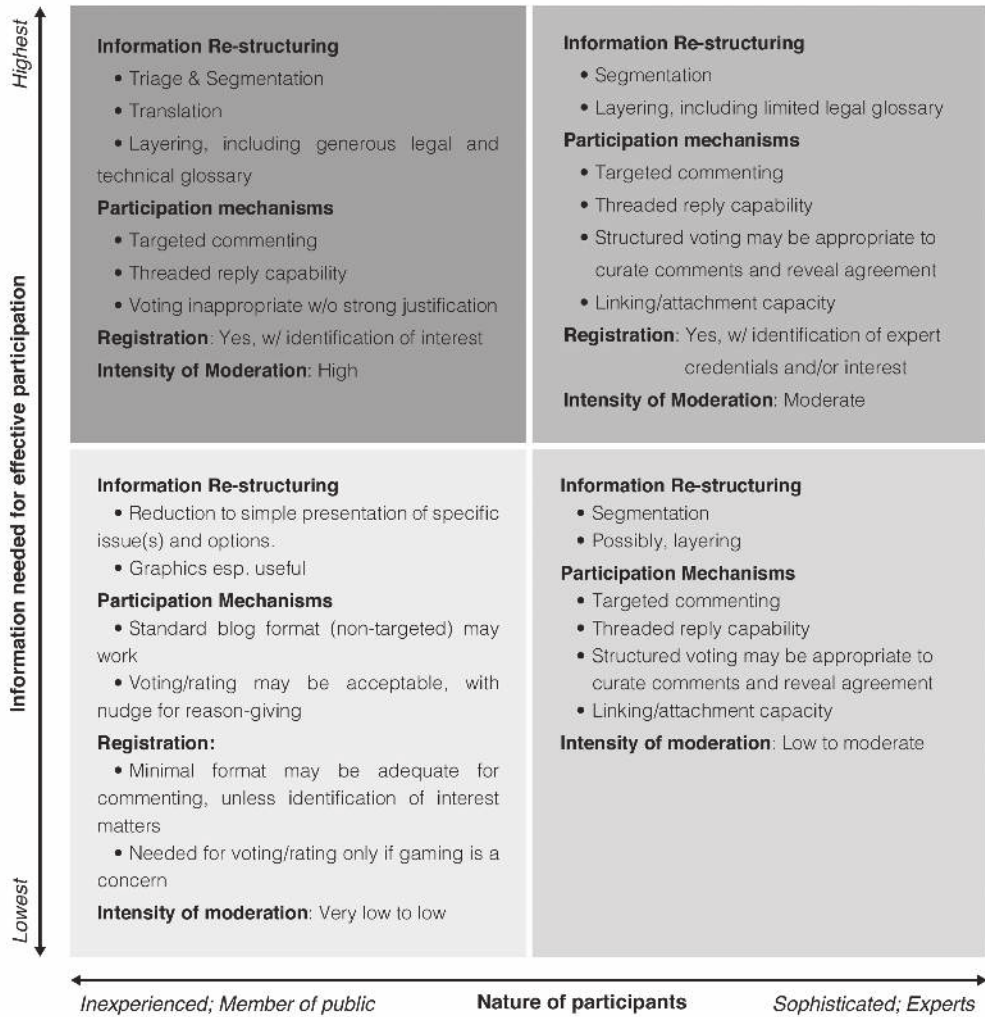 Highest
Information needed for effective participation
Lowest
Information Re-structuring
• Triage & Segmentation
• Translation
• Layering, including generous legal and
technical glossary
Participation mechanisms
• Targeted commenting
• Threaded reply capability
• Voting inappropriate w/o strong justification
Registration: Yes, w/ identification of interest
Intensity of Moderation: High
Information Re-structuring
• Segmentation
• Layering, including limited legal glossary
Participation mechanisms
• Targeted commenting
• Threaded reply capability
• Structured voting may be appropriate to
curate comments and reveal agreement
• Linking/attachment capacity
Registration: Yes, w/ identification of expert
credentials and/or interest
Intensity of Moderation: Moderate
Information Re-structuring
• Reduction to simple presentation of specific
issue(s) and options.
• Graphics esp. useful
Participation Mechanisms
• Standard blog format (non-targeted) may
work
• Voting/rating may be acceptable, with
nudge for reason-giving
Registration:
• Minimal format may be adequate for
commenting, unless identification of interest
matters
• Needed for voting/rating only if gaming is a
concern
Intensity of moderation: Very low to low
Information Re-structuring
• Segmentation
• Possibly, layering
Participation Mechanisms
• Targeted commenting
• Threaded reply capability
• Structured voting may be appropriate to
curate comments and reveal agreement
• Linking/attachment capacity
Intensity of moderation: Low to moderate
Inexperienced; Member of public
Nature of participants
Sophisticated; Experts